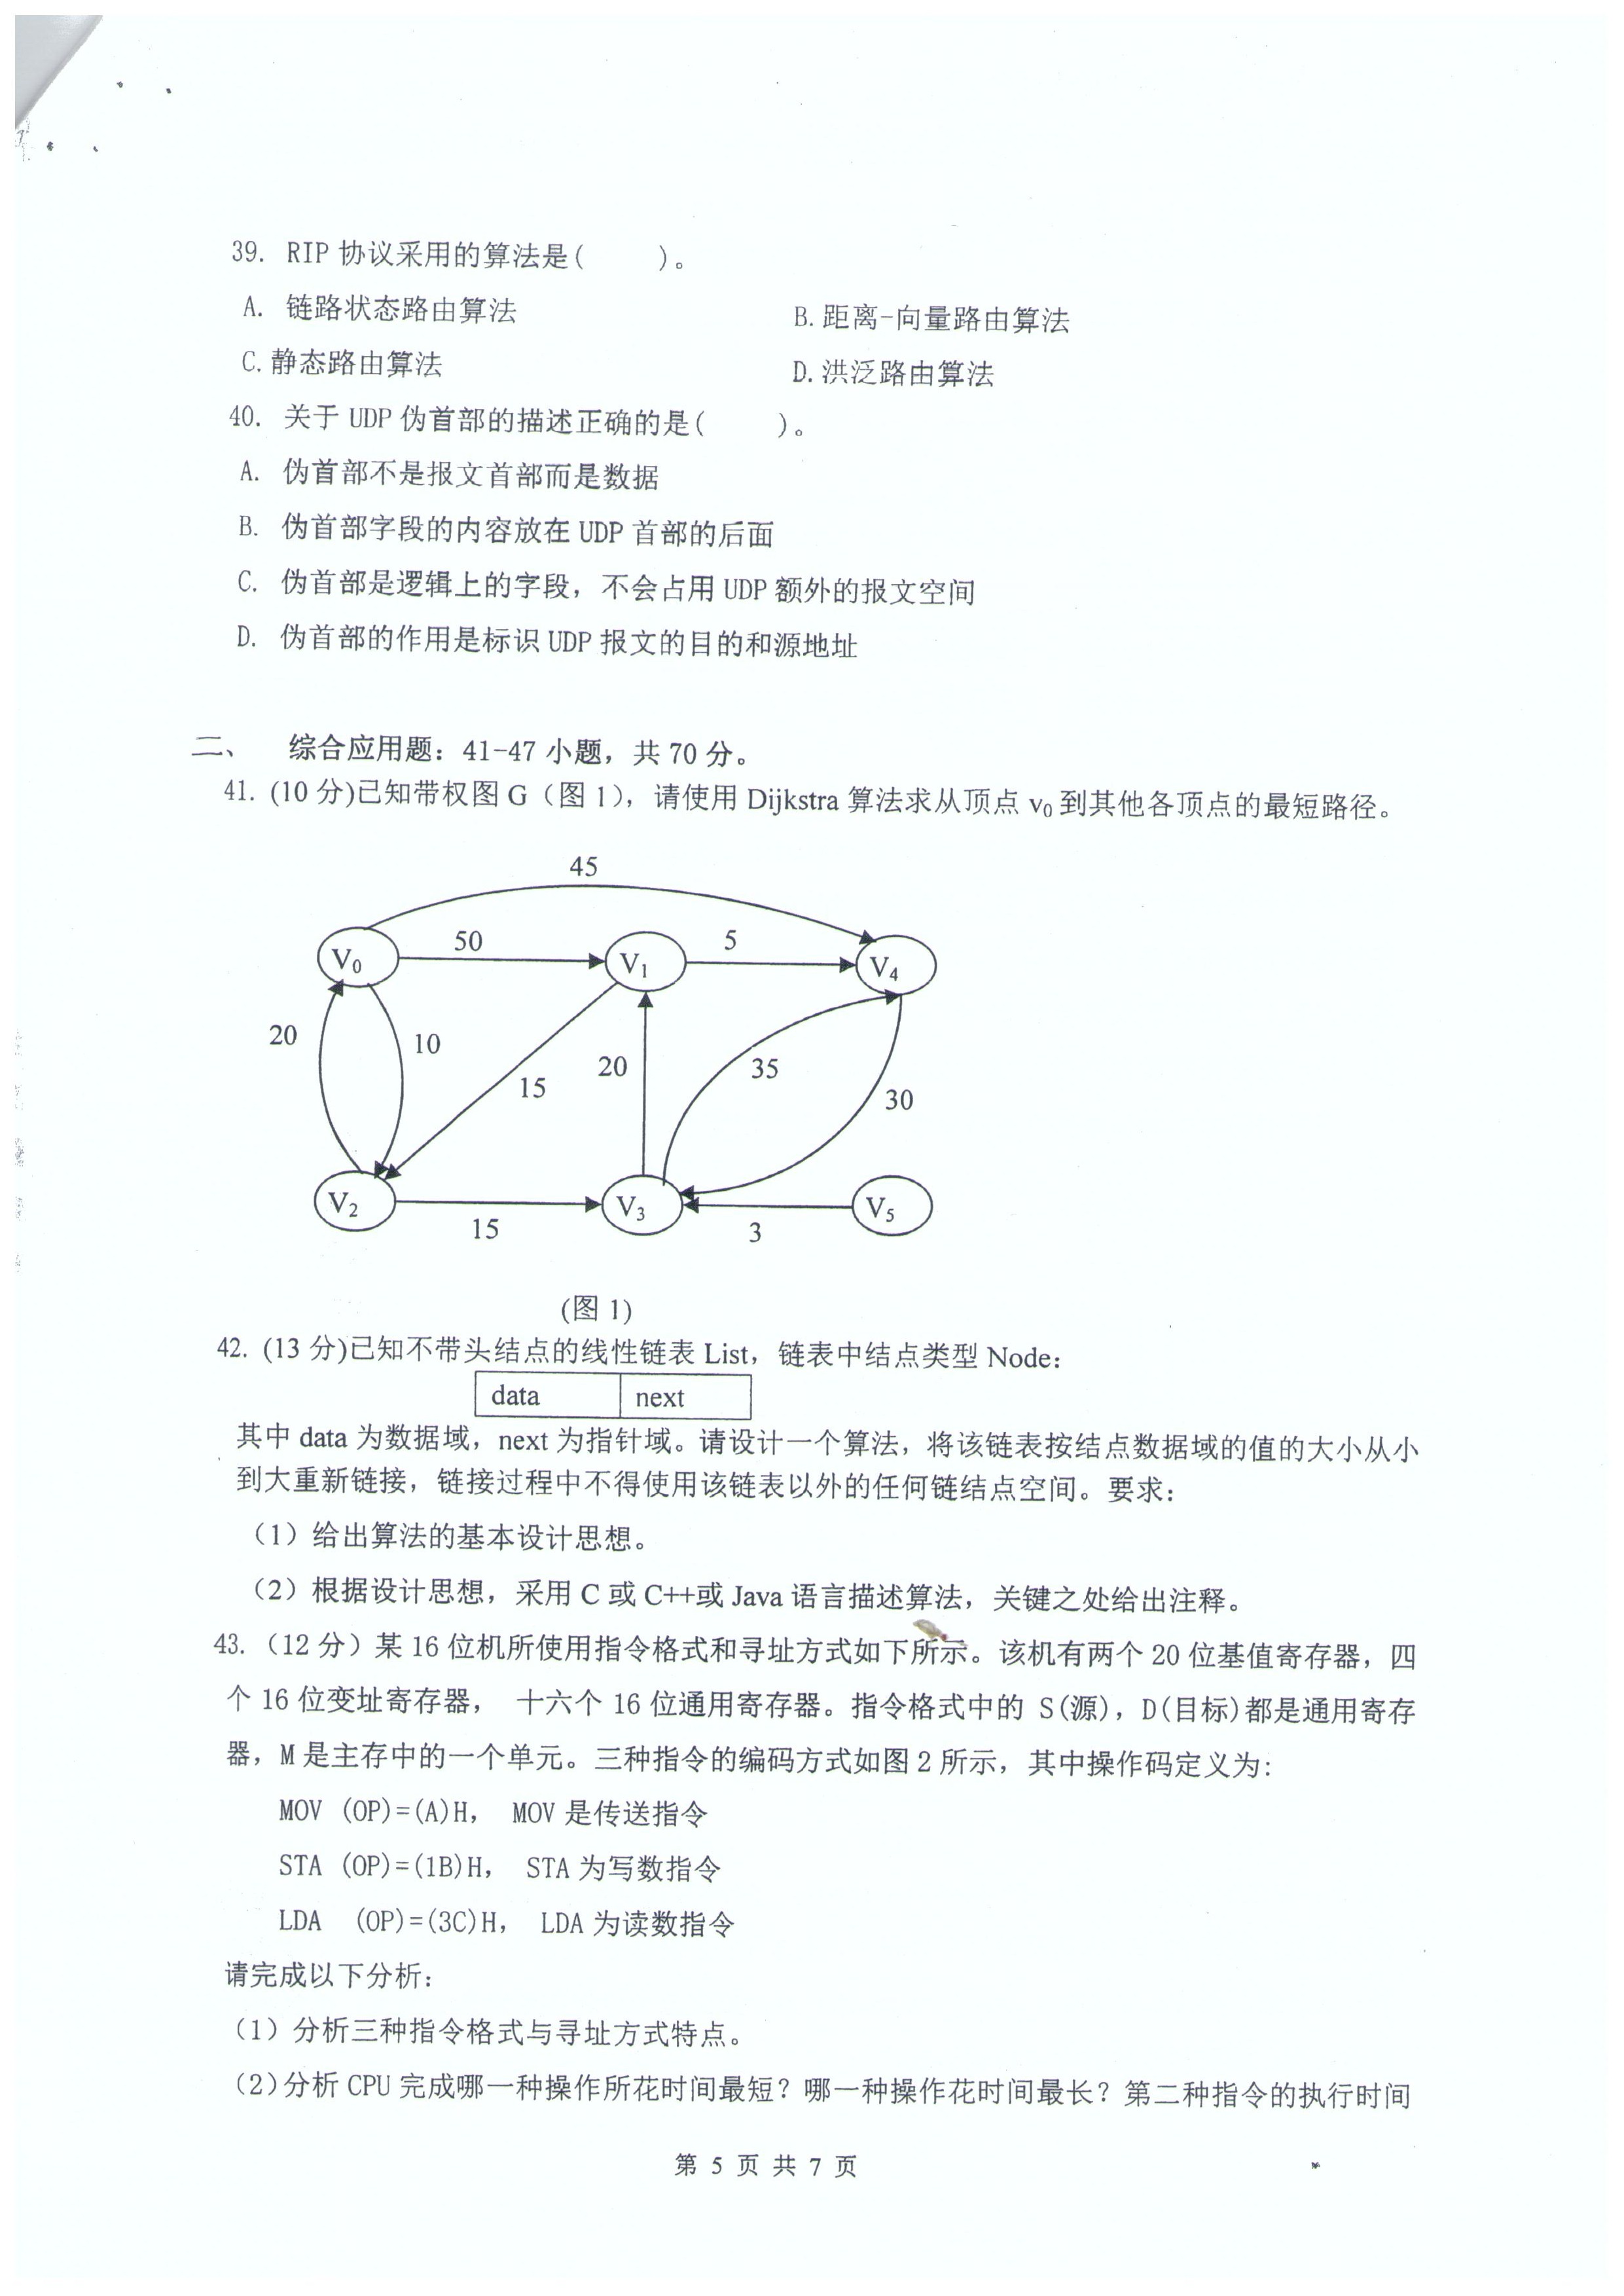 39. RIP 协议采用的算法是(    )。
A. 链路状态路由算法    B.距离-向量路由算法
C.静态路由算法    D.洪泛路由算法
40. 关于 UDP 伪首部的描述正确的是(    )。
A. 伪首部不是报文首部而是数据
B. 伪首部字段的内容放在 UDP 首部的后面
C. 伪首部是逻辑上的字段，不会占用 UDP 额外的报文空间
D. 伪首部的作用是标识 UDP 报文的目的和源地址
二、 综合应用题：41-47 小题，共 70 分。
41. (10 分)已知带权图 G（图 1），请使用 Dijkstra 算法求从顶点 v0 到其他各顶点的最短路径。
45
50
5
V0
V1
V4
20
10
15
20
35
30
V2
V3
V5
15
3
(图 1)
42. (13 分)已知不带头结点的线性链表 List，链表中结点类型 Node：
data next
其中 data 为数据域，next 为指针域。请设计一个算法，将该链表按结点数据域的值的大小从小
到大重新链接，链接过程中不得使用该链表以外的任何链结点空间。要求：
（1）给出算法的基本设计思想。
（2）根据设计思想，采用 C 或 C++或 Java 语言描述算法，关键之处给出注释。
43.（12 分）某 16 位机所使用指令格式和寻址方式如下所示。该机有两个 20 位基值寄存器，四
个 16 位变址寄存器， 十六个 16 位通用寄存器。指令格式中的 S(源)，D(目标)都是通用寄存
器，M 是主存中的一个单元。三种指令的编码方式如图 2 所示，其中操作码定义为:
MOV (OP)=(A)H， MOV 是传送指令
STA (OP)=(1B)H， STA 为写数指令
LDA (OP)=(3C)H， LDA 为读数指令
请完成以下分析：
（1）分析三种指令格式与寻址方式特点。
（2)分析 CPU 完成哪一种操作所花时间最短？哪一种操作花时间最长？第二种指令的执行时间
第 5 页 共 7 页